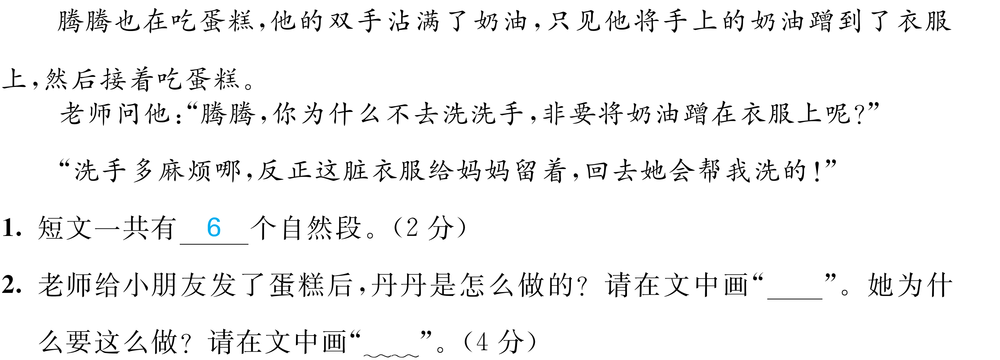 腾腾也在吃蛋糕,他的双手沾满了奶油,只见他将手上的奶油蹭到了衣服
上,然后接着吃蛋糕。
老师问他:“腾腾,你为什么不去洗洗手,非要将奶油蹭在衣服上呢?”
“洗手多麻烦哪,反正这脏衣服给妈妈留着,回去她会帮我洗的!”
1. 短文一共有 6 个自然段。(2 分)
2. 老师给小朋友发了蛋糕后,丹丹是怎么做的? 请在文中画“____”。她为什
么要这么做? 请在文中画“﹏﹏”。(4 分)